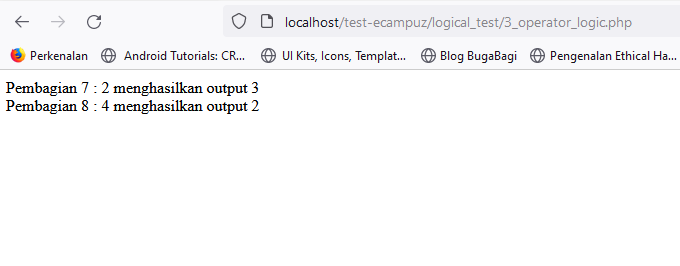 localhost/test-ecampuz/logical_test/3_operator_logic.php
Perkenalan Android Tutorials: CR... UI Kits, Icons, Templat... Blog BugaBagi Pengenalan Ethical Ha...
Pembagian 7 : 2 menghasilkan output 3
Pembagian 8 : 4 menghasilkan output 2